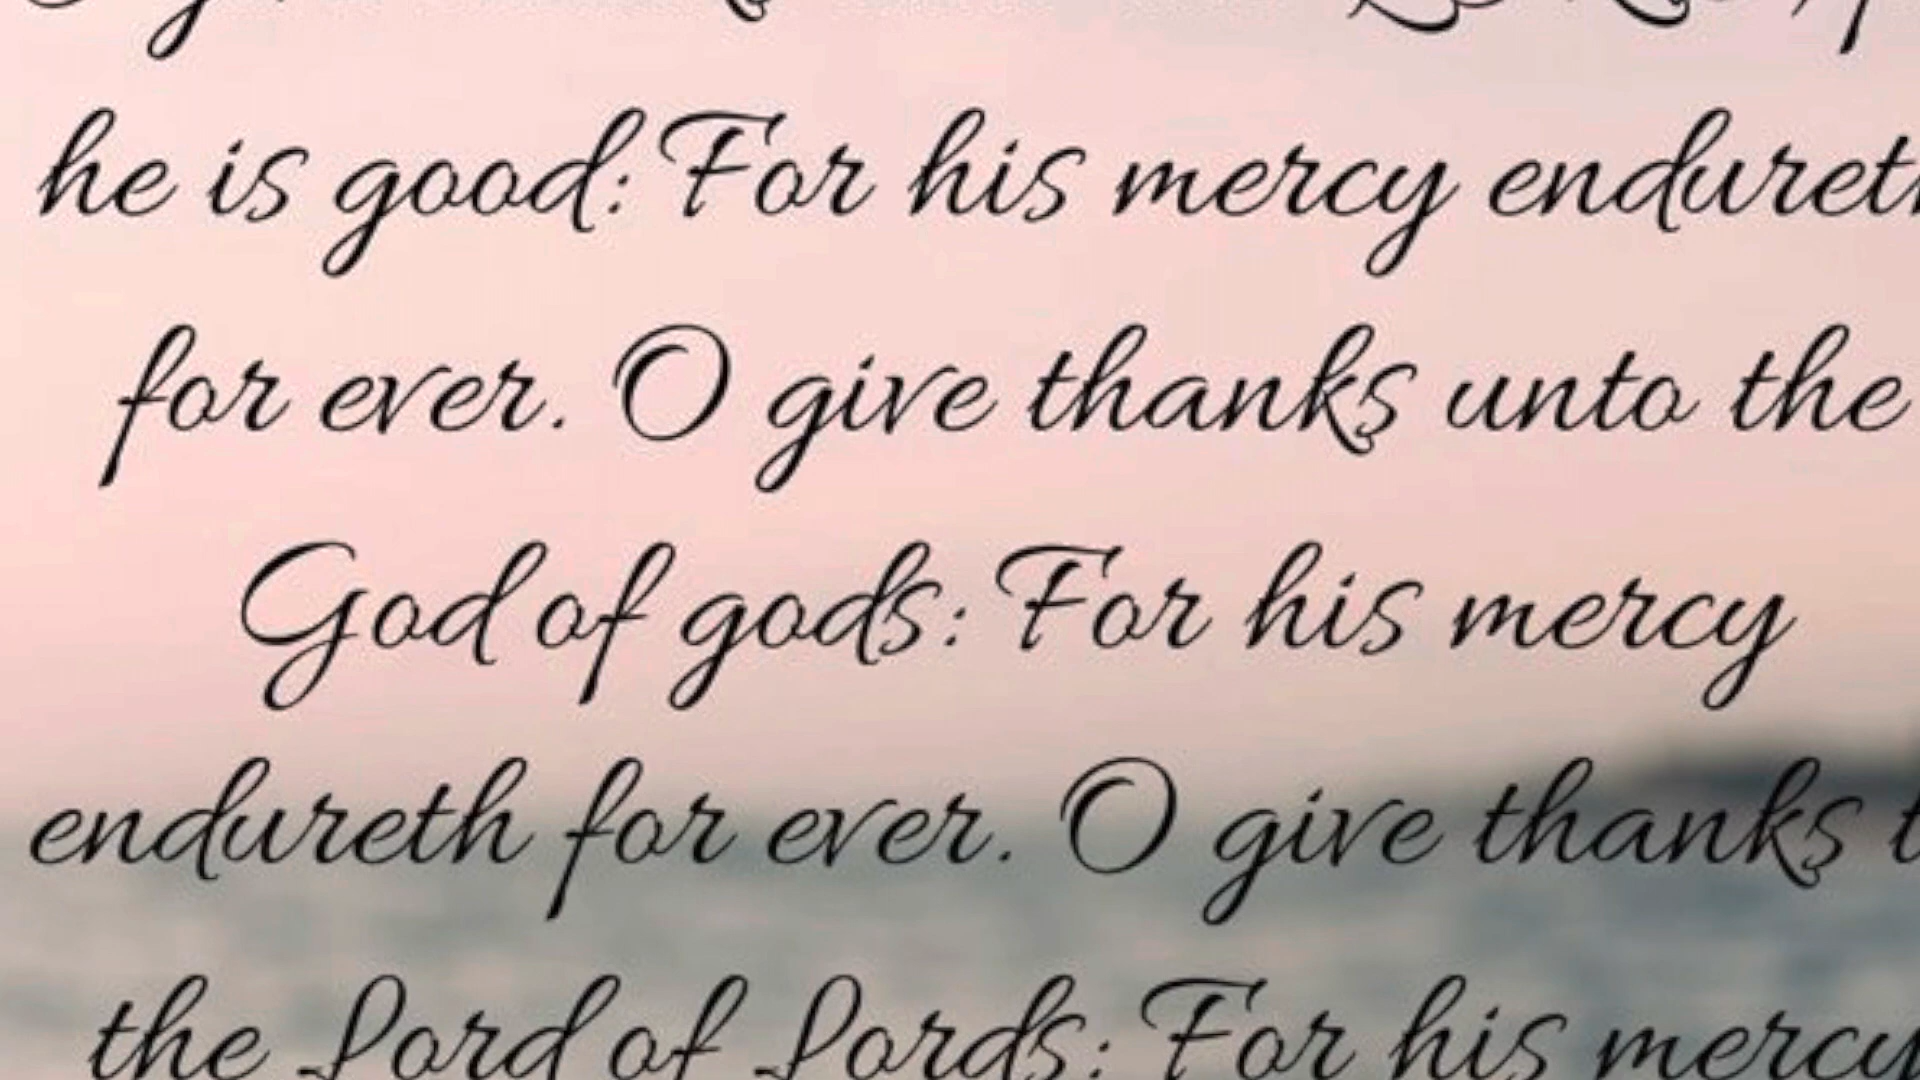 he is good: For his mercy endureth
for ever. O give thanks unto the
God of gods: For his mercy
endureth for ever. O give thanks
the Lord of Lords: For his mercy